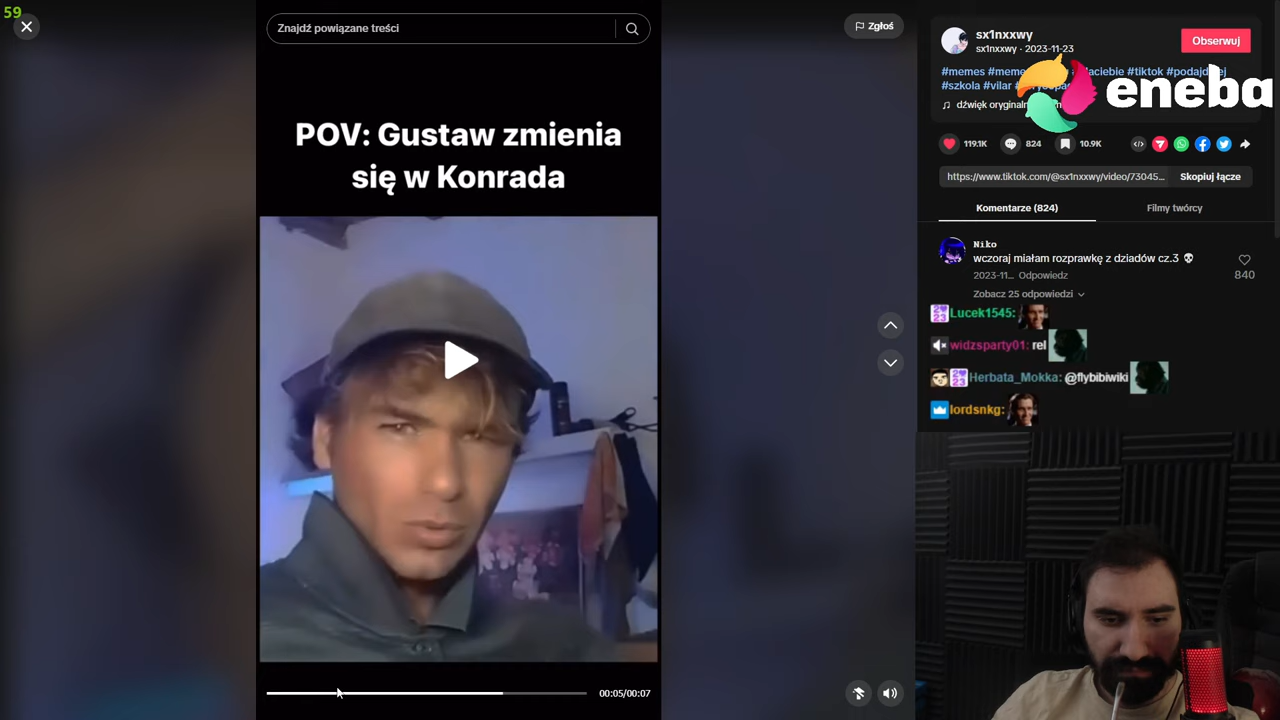 59
Znajdź powiązane treści
Zgłoś
POV: Gustaw zmienia
się w Konrada
00:05/00:07
sx1nxxwy
sx1nxxwy · 2023-11-23
Obserwuj
#memes #tiktok
#szkola #vilar
eneba
dźwięk
119.1K
824
10.9K
https://www.tiktok.com/@sx1nxxwy/video/73045...
Skopiuj łącze
Komentarze (824)
Filmy twórcy
Niko
wczoraj miałam rozprawkę z dziadów cz.3 💀
2023-11... Odpowiedz
840
Zobacz 25 odpowiedzi
Lucek1545:
widzsparty01: rel
Herbata_Mokka: @flybibiwiki
lordsnkg: